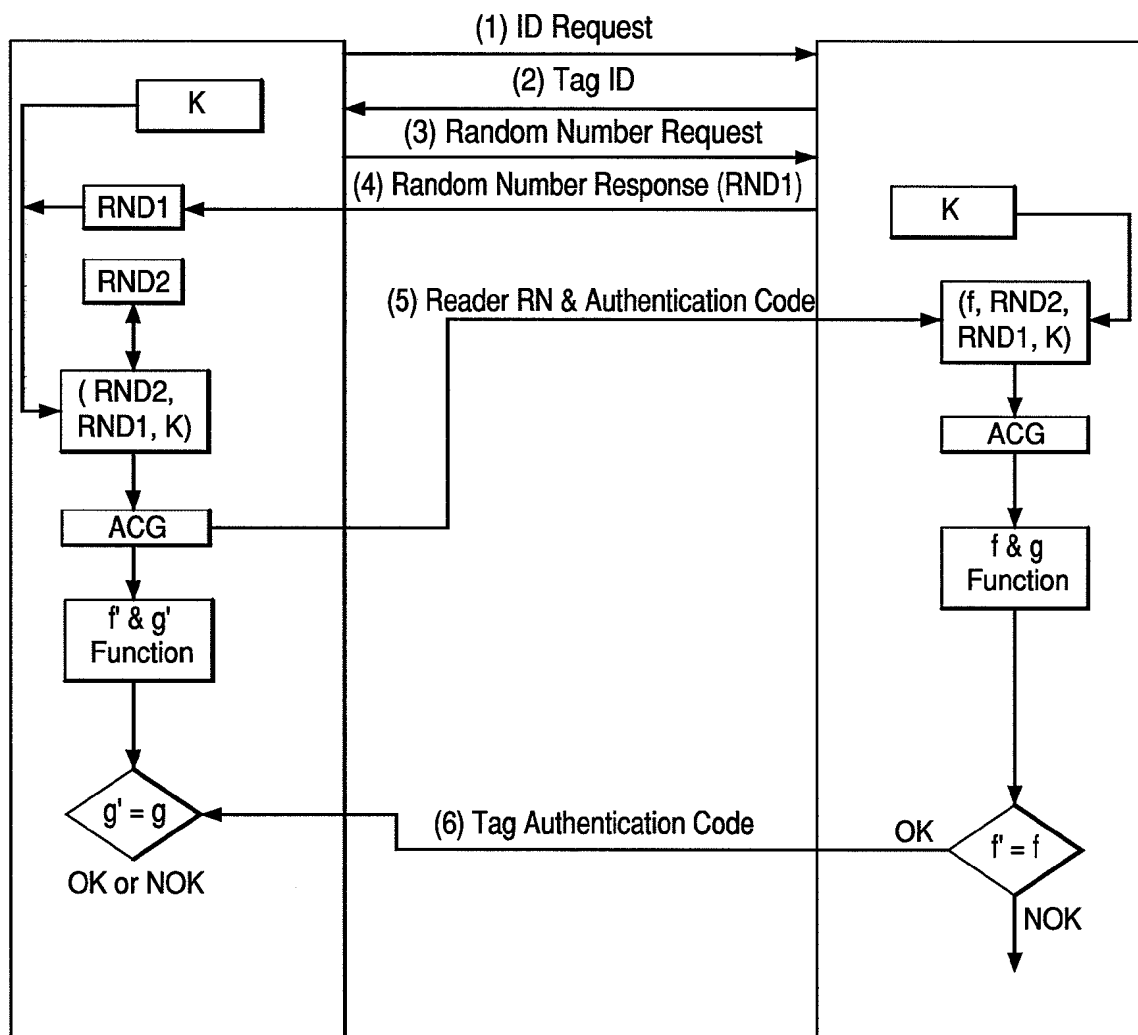 (1) ID Request
(2) Tag ID
(3) Random Number Request
(4) Random Number Response (RND1)
K
RND1
RND2
( RND2,
RND1, K)
ACG
f' & g'
Function
g' = g
OK or NOK
(5) Reader RN & Authentication Code
(6) Tag Authentication Code
K
(f, RND2,
RND1, K)
ACG
f & g
Function
OK
f' = f
NOK